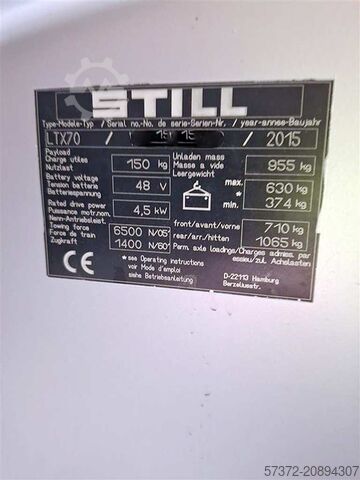 STILL
Type-Modele-Typ / Serial no.-No. de serie-Serien-Nr. / year-annee-Baujahr
LTX70 / / 2015
Payload
Charge utiles 150 kg
Nutzlast
Unladen mass
Massa a vide 955 kg
Leergewicht
Battery voltage
Tension batterie 48 V
Batteriespannung
max. * 630 kg
min. * 374 kg
Rated drive power
Puissance motr.nom. 4,5 kW
Nenn-Antriebsleist.
front/avant/vorne 710 kg
rear/arr./hitten 1065 kg
Towing force 6500 N/05'
Force de train
Zugkraft 1400 N/60'
Perm. axle loadings/Charges admiss. par
essieu/zul. Achslasten
CE
*see Operating instructions
voir Mode d'emploi
siehe Betriebsanleitung
D-22113 Hamburg
Berzeliusstr.
57372-20894307